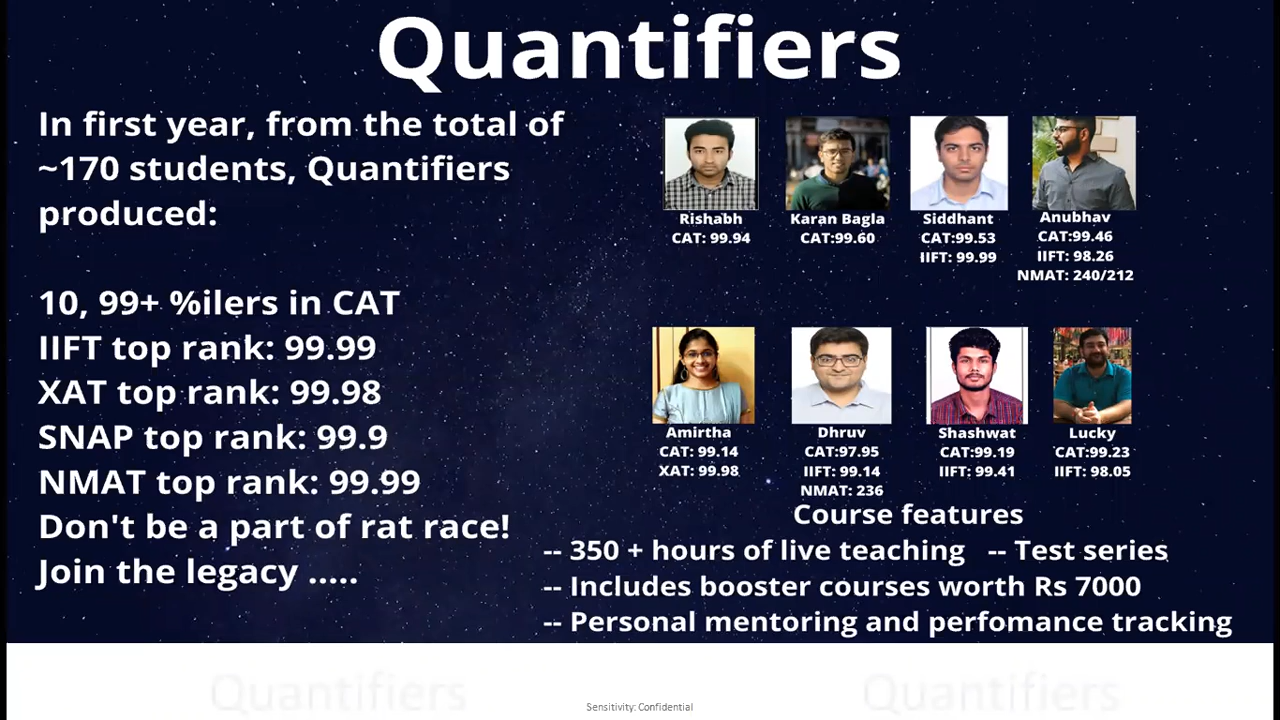 Quantifiers
In first year, from the total of
~170 students, Quantifiers
produced:
10, 99+ %ilers in CAT
IIFT top rank: 99.99
XAT top rank: 99.98
SNAP top rank: 99.9
NMAT top rank: 99.99
Don't be a part of rat race!
Join the legacy .....
Rishabh
CAT: 99.94
Karan Bagla
CAT:99.60
Siddhant
CAT:99.53
IIFT: 99.99
Anubhav
CAT:99.46
IIFT: 98.26
NMAT: 240/212
Amirtha
CAT: 99.14
XAT: 99.98
Dhruv
CAT:97.95
IIFT: 99.14
NMAT: 236
Shashwat
CAT:99.19
IIFT: 99.41
Lucky
CAT:99.23
IIFT: 98.05
Course features
-- 350 + hours of live teaching -- Test series
-- Includes booster courses worth Rs 7000
-- Personal mentoring and perfomance tracking
Quantifiers Quantifiers
Sensitivity: Confidential